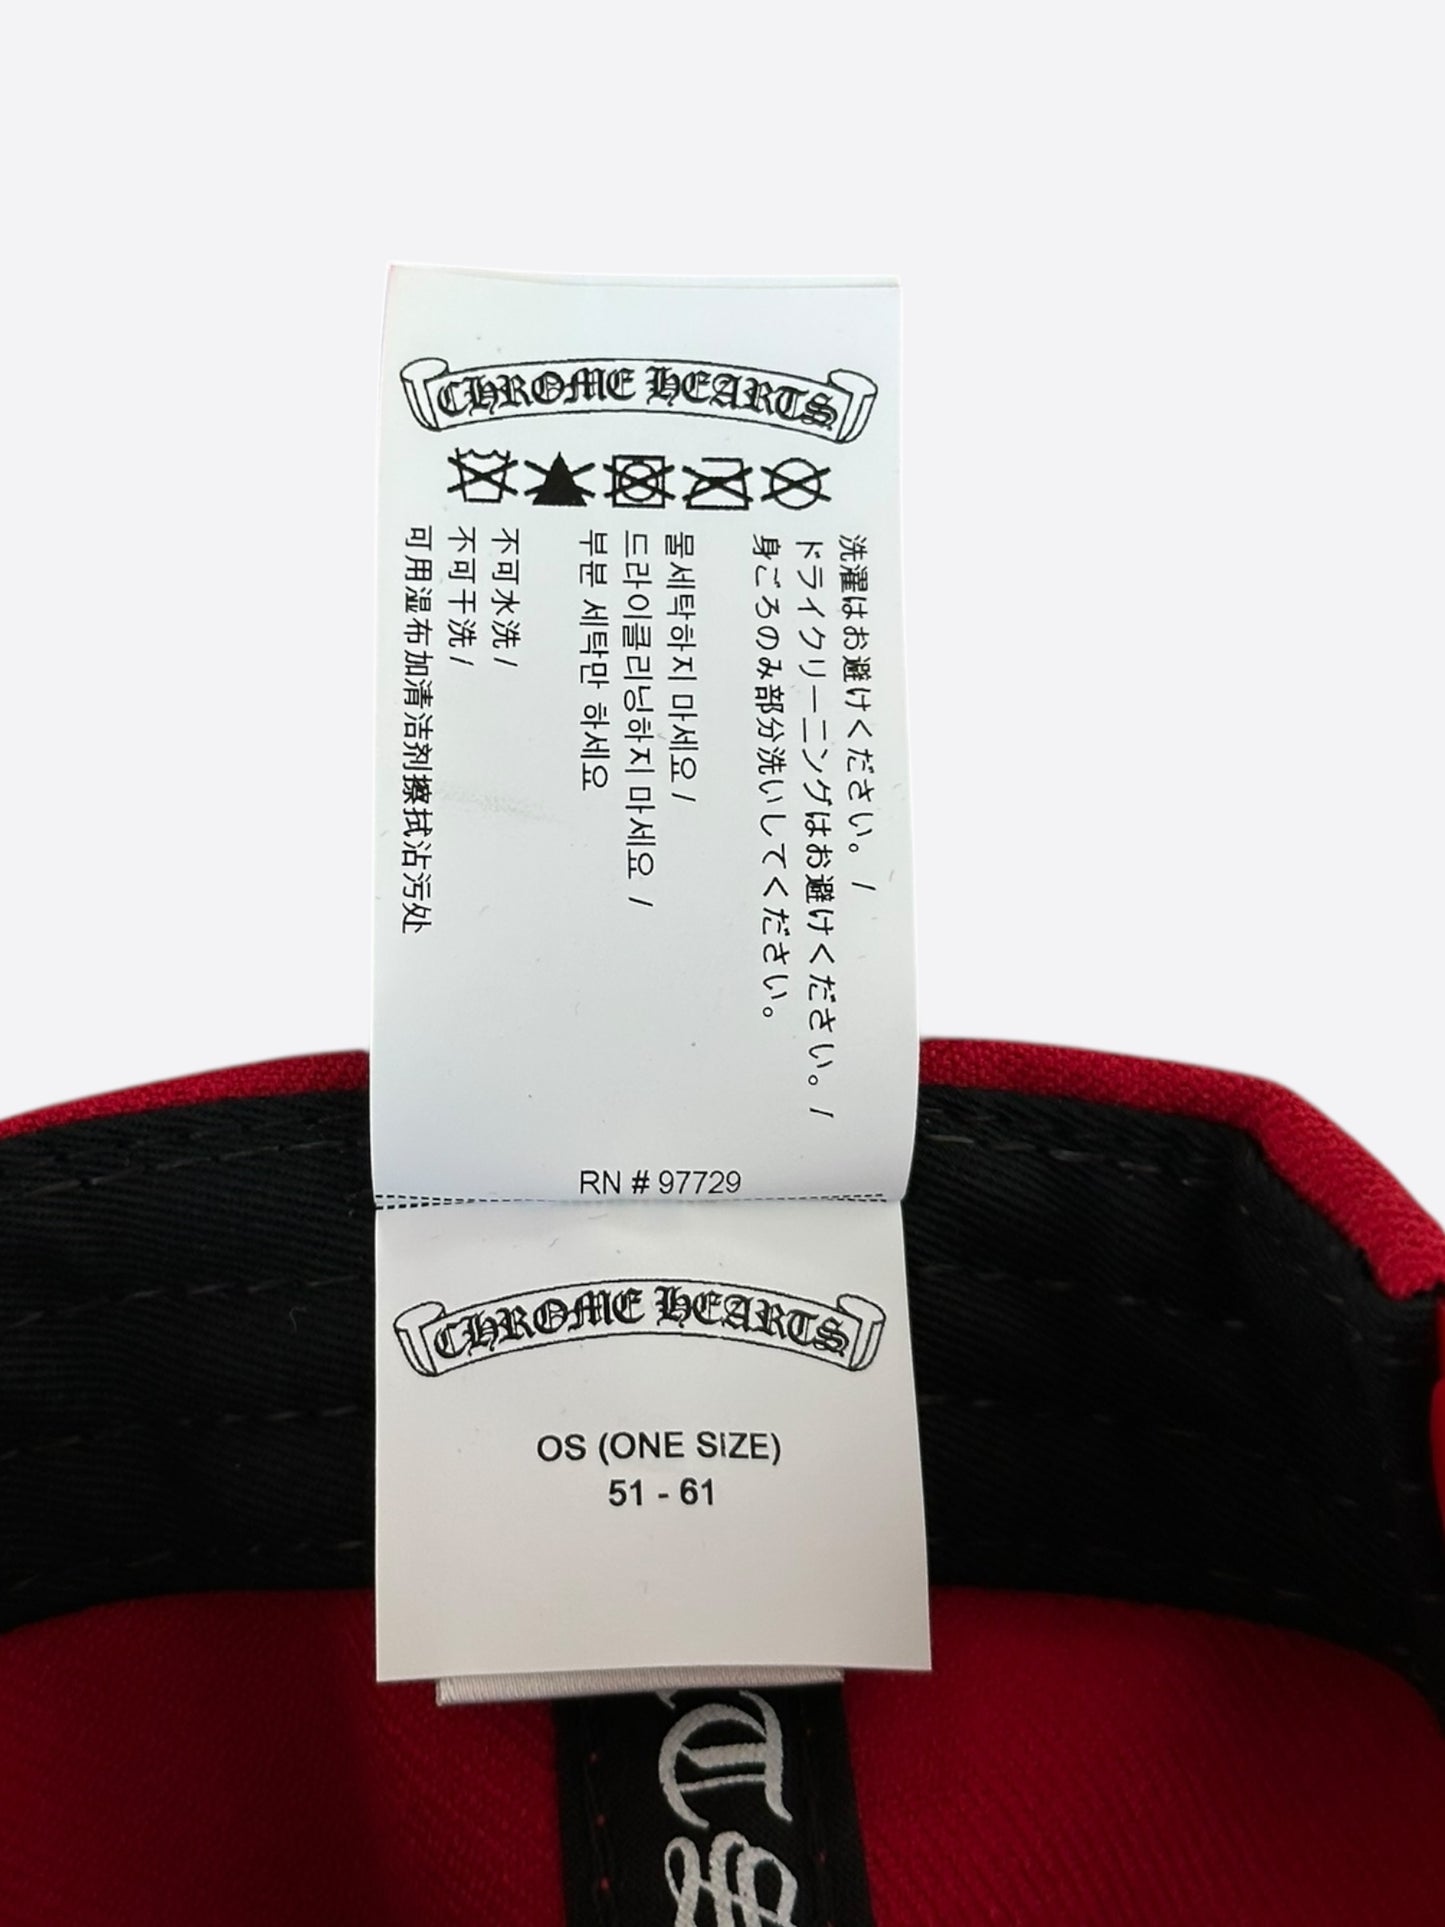 CHROME HEARTS
洗濯はお避けください。/
ドライクリーニングはお避けください。/
身ごろのみ部分洗いしてください。
물세탁하지 마세요 /
드라이클리닝하지 마세요 /
부분 세탁만 하세요
不可水洗 /
不可干洗 /
可用湿布加清洁剂擦拭沾污处
RN # 97729
CHROME HEARTS
OS (ONE SIZE)
51 - 61
TS